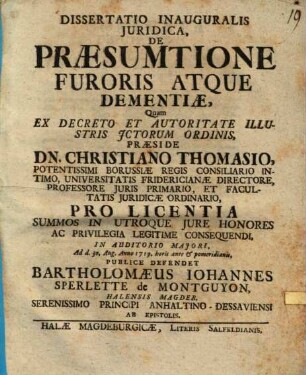 19
DISSERTATIO INAUGURALIS
JURIDICA,
DE
PRÆSUMTIONE
FURORIS ATQUE
DEMENTIÆ,
Quam
EX DECRETO ET AUTORITATE ILLU-
STRIS JCTORUM ORDINIS,
PRÆSIDE
DN. CHRISTIANO THOMASIO,
POTENTISSIMI BORUSSIÆ REGIS CONSILIARIO IN-
TIMO, UNIVERSITATIS FRIDERICIANÆ DIRECTORE,
PROFESSORE JURIS PRIMARIO, ET FACUL-
TATIS JURIDICÆ ORDINARIO,
PRO LICENTIA
SUMMOS IN UTROQUE JURE HONORES
AC PRIVILEGIA LEGITIME CONSEQUENDI,
IN AUDITORIO MAJORI,
Ad d. 30. Aug. Anno 1719. horis ante & pomeridianis,
PUBLICE DEFENDET
BARTHOLOMÆUS IOHANNES
SPERLETTE de MONTGUYON,
HALENSIS MAGDEB.
SERENISSIMO PRINCIPI ANHALTINO-DESSAVIENSI
AB EPISTOLIS.
HALÆ MAGDEBURGICÆ, LITERIS SALFELDIANIS.